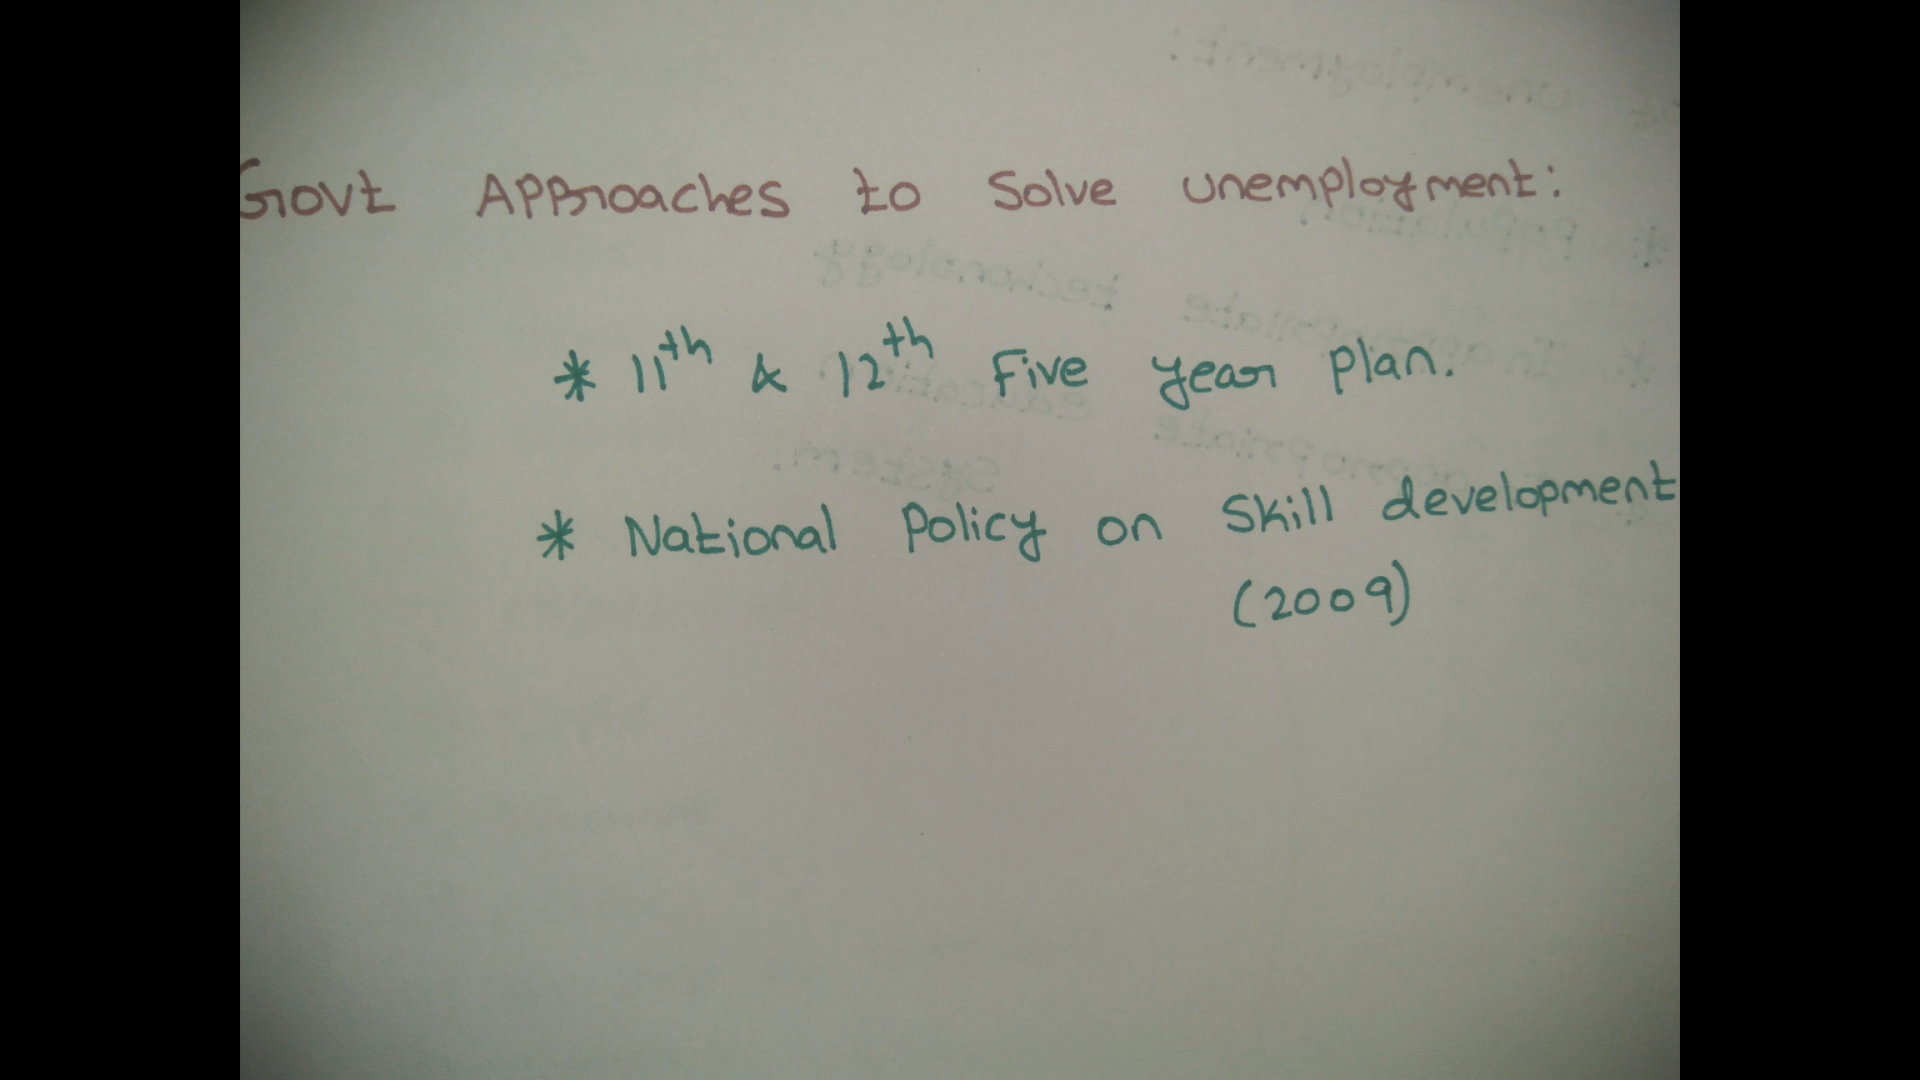 Govt Approaches to Solve unemployment:
* 11th & 12th Five year plan.
* National Policy on Skill development
(2009)